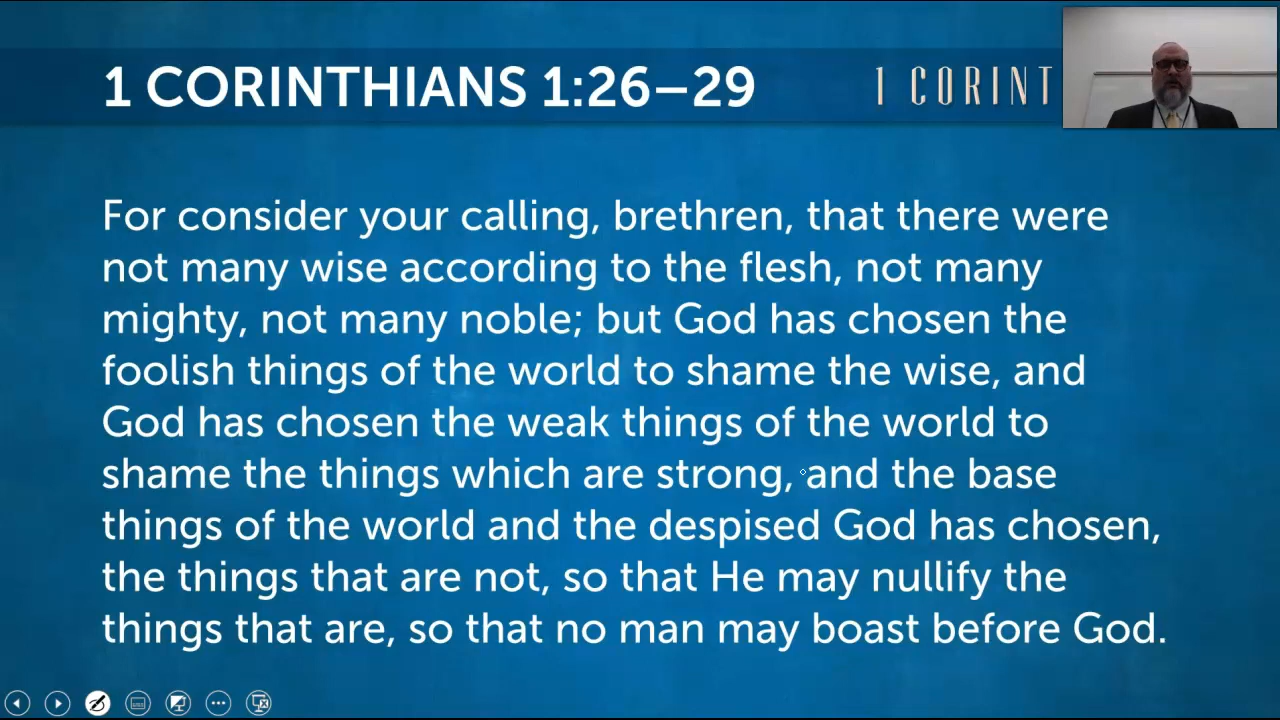 1 CORINTHIANS 1:26–29
1 CORINT
For consider your calling, brethren, that there were
not many wise according to the flesh, not many
mighty, not many noble; but God has chosen the
foolish things of the world to shame the wise, and
God has chosen the weak things of the world to
shame the things which are strong, and the base
things of the world and the despised God has chosen,
the things that are not, so that He may nullify the
things that are, so that no man may boast before God.